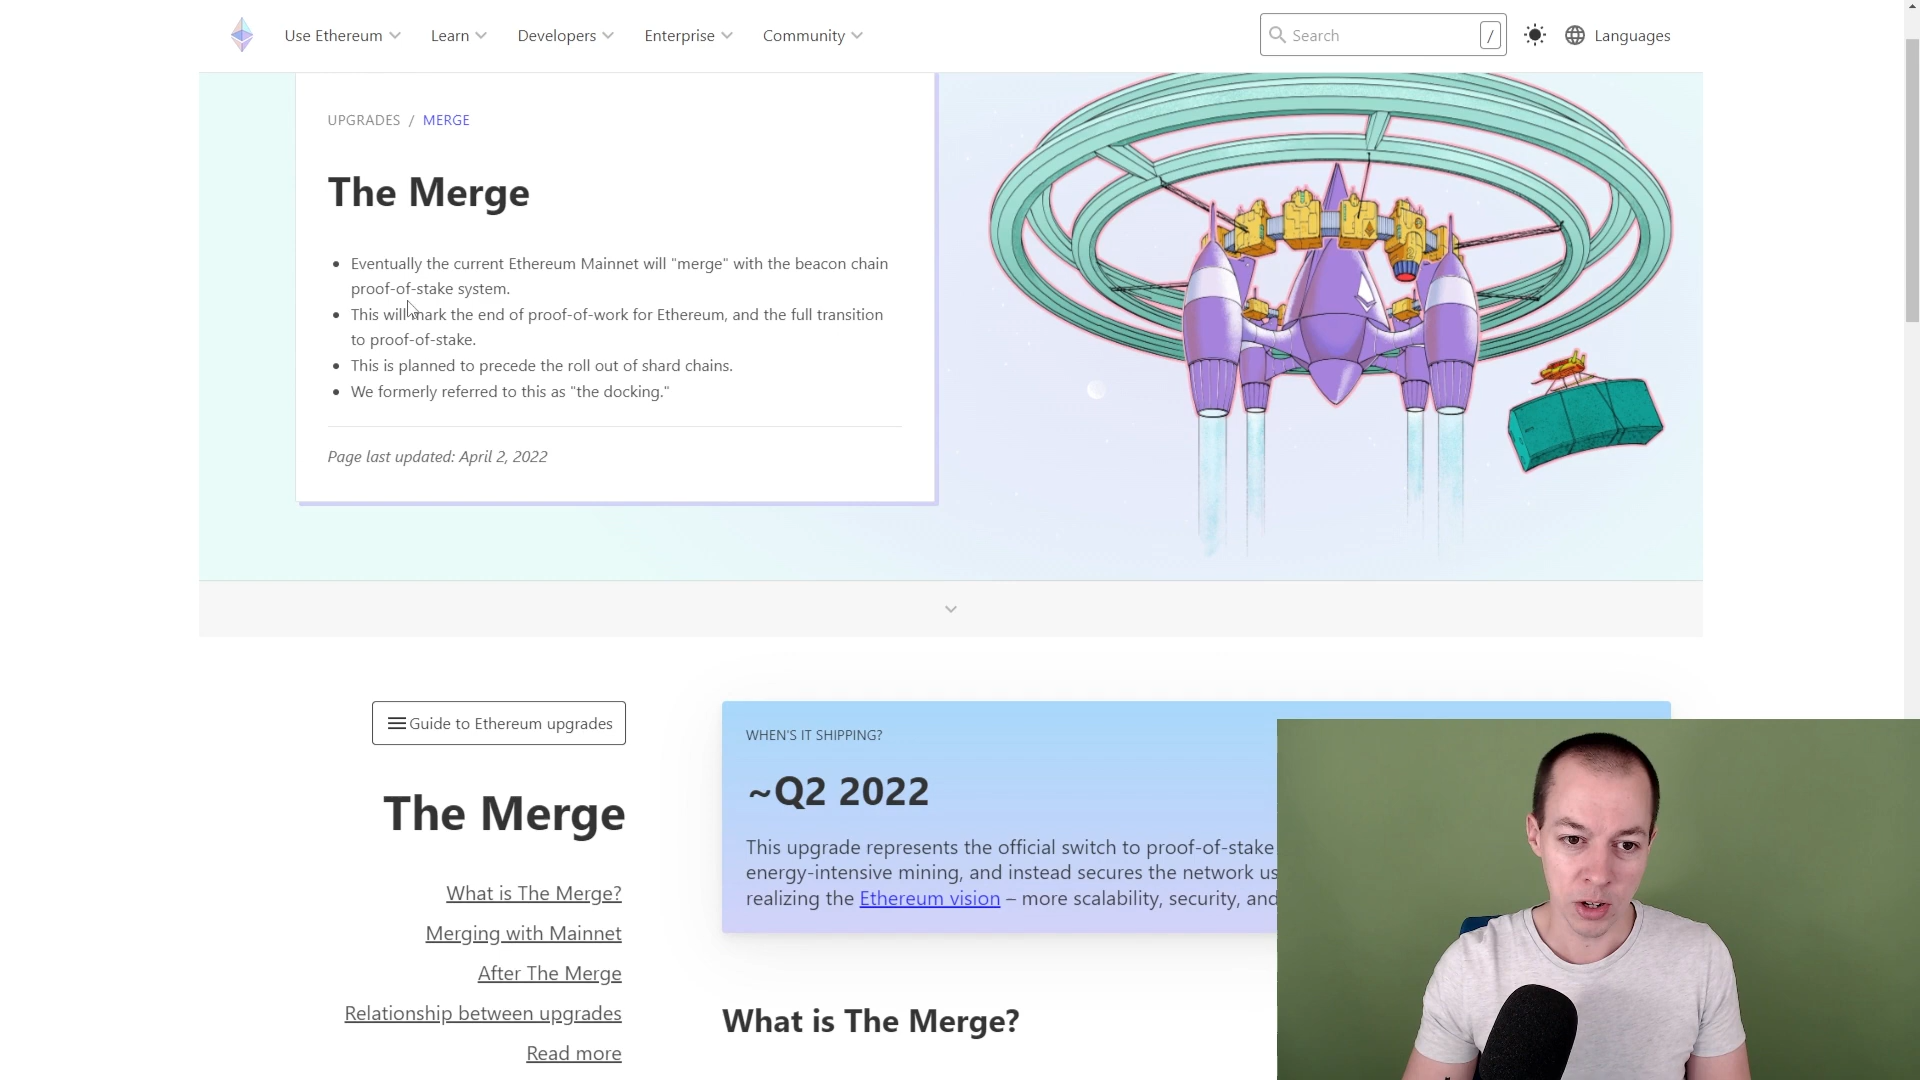 Use Ethereum Learn Developers Enterprise Community Search / Languages
UPGRADES / MERGE
The Merge
• Eventually the current Ethereum Mainnet will "merge" with the beacon chain
proof-of-stake system.
• This will mark the end of proof-of-work for Ethereum, and the full transition
to proof-of-stake.
• This is planned to precede the roll out of shard chains.
• We formerly referred to this as "the docking."
Page last updated: April 2, 2022
Guide to Ethereum upgrades
The Merge
What is The Merge?
Merging with Mainnet
After The Merge
Relationship between upgrades
Read more
WHEN'S IT SHIPPING?
~Q2 2022
This upgrade represents the official switch to proof-of-stake
energy-intensive mining, and instead secures the network us
realizing the Ethereum vision – more scalability, security, and
What is The Merge?